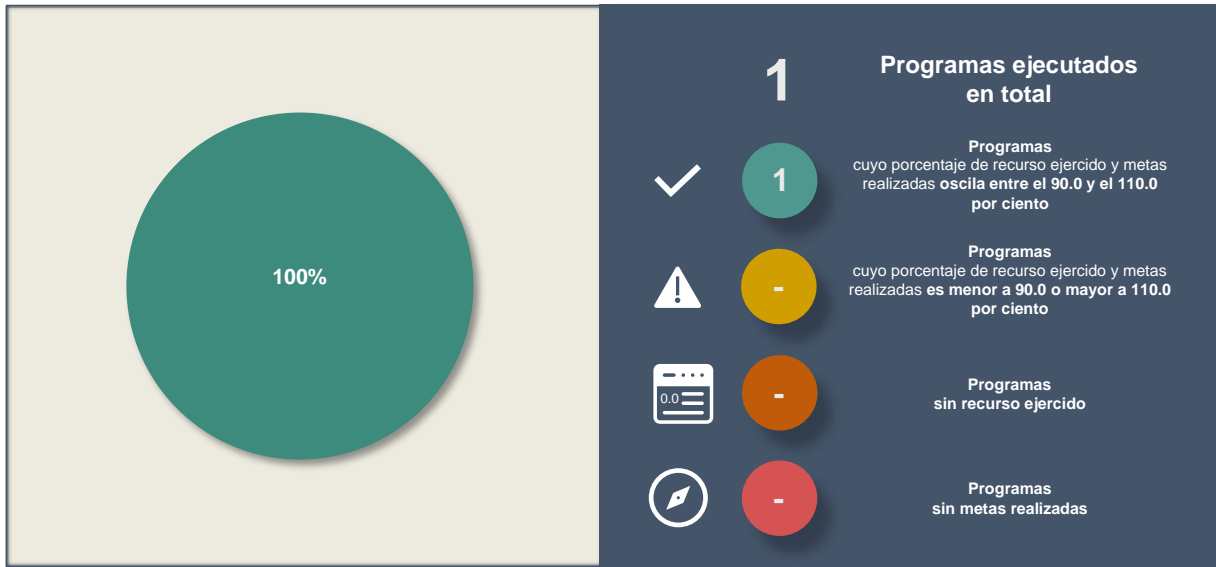 100%
1
Programas ejecutados
en total
1
Programas
cuyo porcentaje de recurso ejercido y metas
realizadas oscila entre el 90.0 y el 110.0
por ciento
-
Programas
cuyo porcentaje de recurso ejercido y metas
realizadas es menor a 90.0 o mayor a 110.0
por ciento
0.0
-
Programas
sin recurso ejercido
-
Programas
sin metas realizadas